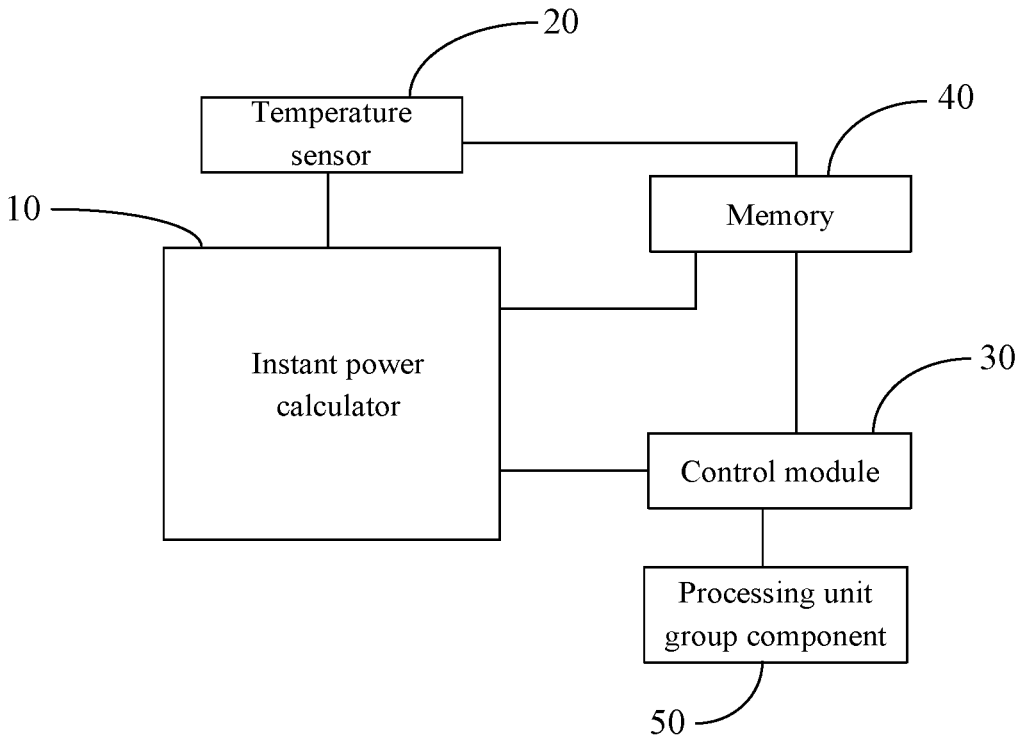 20
Temperature
sensor
40
10
Memory
Instant power
calculator
30
Control module
Processing unit
group component
50